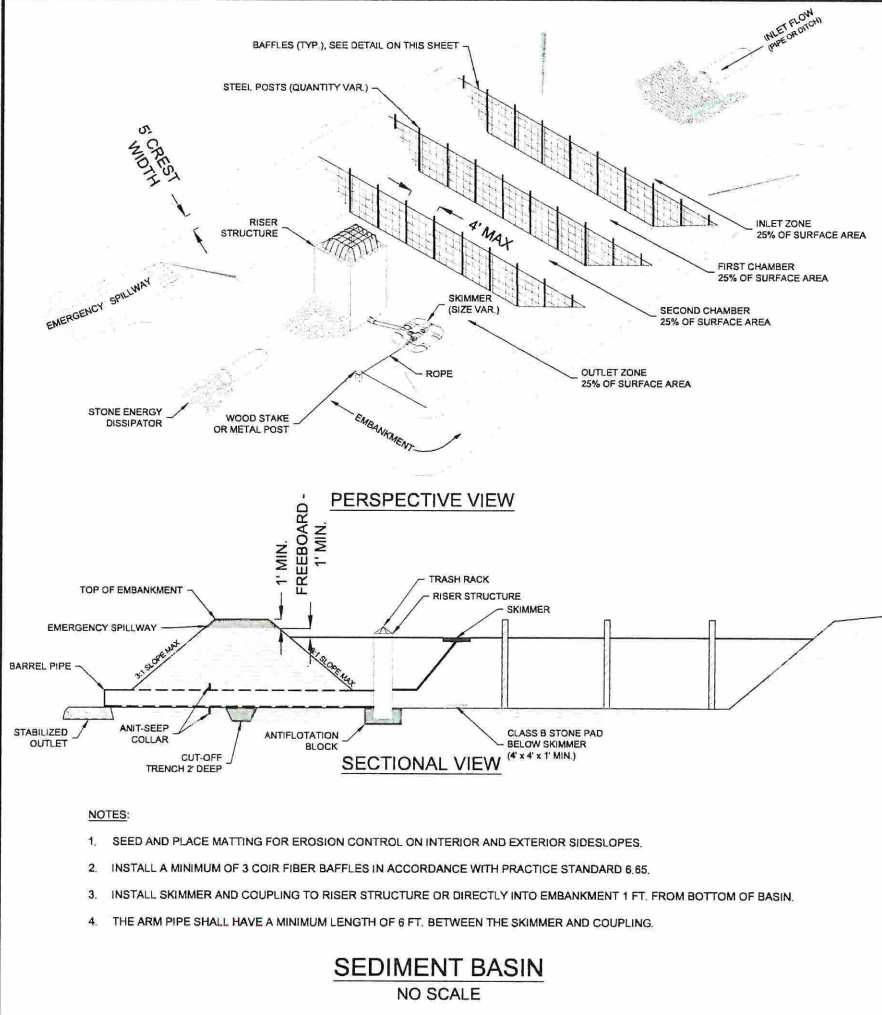 BAFFLES (TYP.), SEE DETAIL ON THIS SHEET
INLET FLOW
(PIPE OR DITCH)
STEEL POSTS (QUANTITY VAR.)
5' CREST
WIDTH
RISER
STRUCTURE
4' MAX
INLET ZONE
25% OF SURFACE AREA
FIRST CHAMBER
25% OF SURFACE AREA
EMERGENCY SPILLWAY
SKIMMER
(SIZE VAR.)
SECOND CHAMBER
25% OF SURFACE AREA
ROPE
OUTLET ZONE
25% OF SURFACE AREA
STONE ENERGY
DISSIPATOR
WOOD STAKE
OR METAL POST
EMBANKMENT
PERSPECTIVE VIEW
1' MIN.
FREEBOARD -
1' MIN.
TOP OF EMBANKMENT
TRASH RACK
RISER STRUCTURE
SKIMMER
EMERGENCY SPILLWAY
3:1 SLOPE MAX
:1 SLOPE MAX
BARREL PIPE
STABILIZED
OUTLET
ANIT-SEEP
COLLAR
CUT-OFF
TRENCH 2' DEEP
ANTIFLOTATION
BLOCK
CLASS B STONE PAD
BELOW SKIMMER
(4' x 4' x 1' MIN.)
SECTIONAL VIEW
NOTES:
1. SEED AND PLACE MATTING FOR EROSION CONTROL ON INTERIOR AND EXTERIOR SIDESLOPES.
2. INSTALL A MINIMUM OF 3 COIR FIBER BAFFLES IN ACCORDANCE WITH PRACTICE STANDARD 6.65.
3. INSTALL SKIMMER AND COUPLING TO RISER STRUCTURE OR DIRECTLY INTO EMBANKMENT 1 FT. FROM BOTTOM OF BASIN.
4. THE ARM PIPE SHALL HAVE A MINIMUM LENGTH OF 6 FT. BETWEEN THE SKIMMER AND COUPLING.
SEDIMENT BASIN
NO SCALE